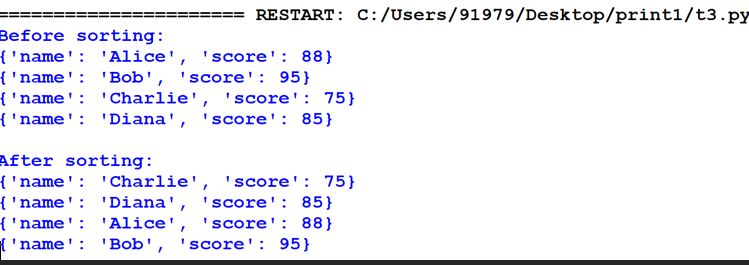 ====================== RESTART: C:/Users/91979/Desktop/print1/t3.py
Before sorting:
{'name': 'Alice', 'score': 88}
{'name': 'Bob', 'score': 95}
{'name': 'Charlie', 'score': 75}
{'name': 'Diana', 'score': 85}

After sorting:
{'name': 'Charlie', 'score': 75}
{'name': 'Diana', 'score': 85}
{'name': 'Alice', 'score': 88}
{'name': 'Bob', 'score': 95}